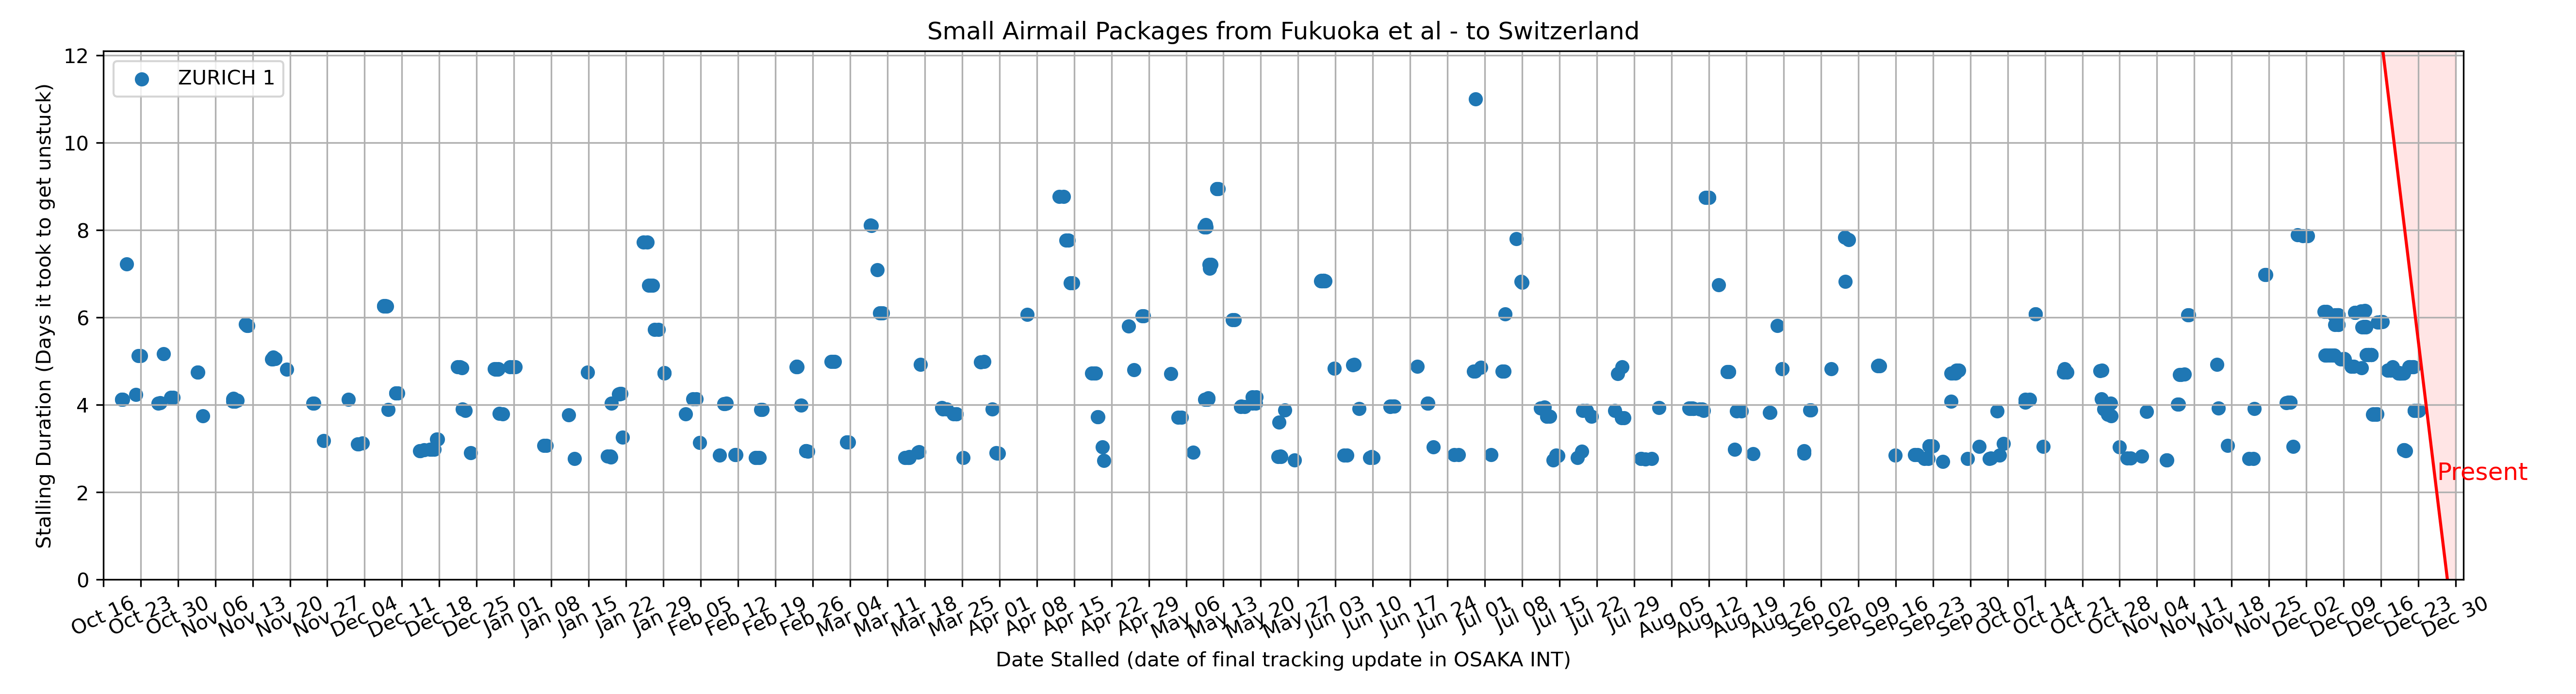 Small Airmail Packages from Fukuoka et al - to Switzerland
ZURICH 1
Stalling Duration (Days it took to get unstuck)
12
10
8
6
4
2
0
Present
Oct 16
Oct 23
Oct 30
Nov 06
Nov 13
Nov 20
Nov 27
Dec 04
Dec 11
Dec 18
Dec 25
Jan 01
Jan 08
Jan 15
Jan 22
Jan 29
Feb 05
Feb 12
Feb 19
Feb 26
Mar 04
Mar 11
Mar 18
Mar 25
Apr 01
Apr 08
Apr 15
Apr 22
Apr 29
May 06
May 13
May 20
May 27
Jun 03
Jun 10
Jun 17
Jun 24
Jul 01
Jul 08
Jul 15
Jul 22
Jul 29
Aug 05
Aug 12
Aug 19
Aug 26
Sep 02
Sep 09
Sep 16
Sep 23
Sep 30
Oct 07
Oct 14
Oct 21
Oct 28
Nov 04
Nov 11
Nov 18
Nov 25
Dec 02
Dec 09
Dec 16
Dec 23
Dec 30
Date Stalled (date of final tracking update in OSAKA INT)